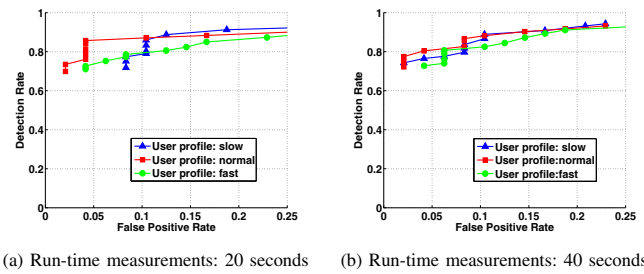 1
0.8
0.6
0.4
0.2
0
Detection Rate
User profile: slow
User profile: normal
User profile: fast
0 0.05 0.1 0.15 0.2 0.25
False Positive Rate
(a) Run-time measurements: 20 seconds
1
0.8
0.6
0.4
0.2
0
Detection Rate
User profile: slow
User profile:normal
User profile:fast
0 0.05 0.1 0.15 0.2 0.25
False Positive Rate
(b) Run-time measurements: 40 seconds